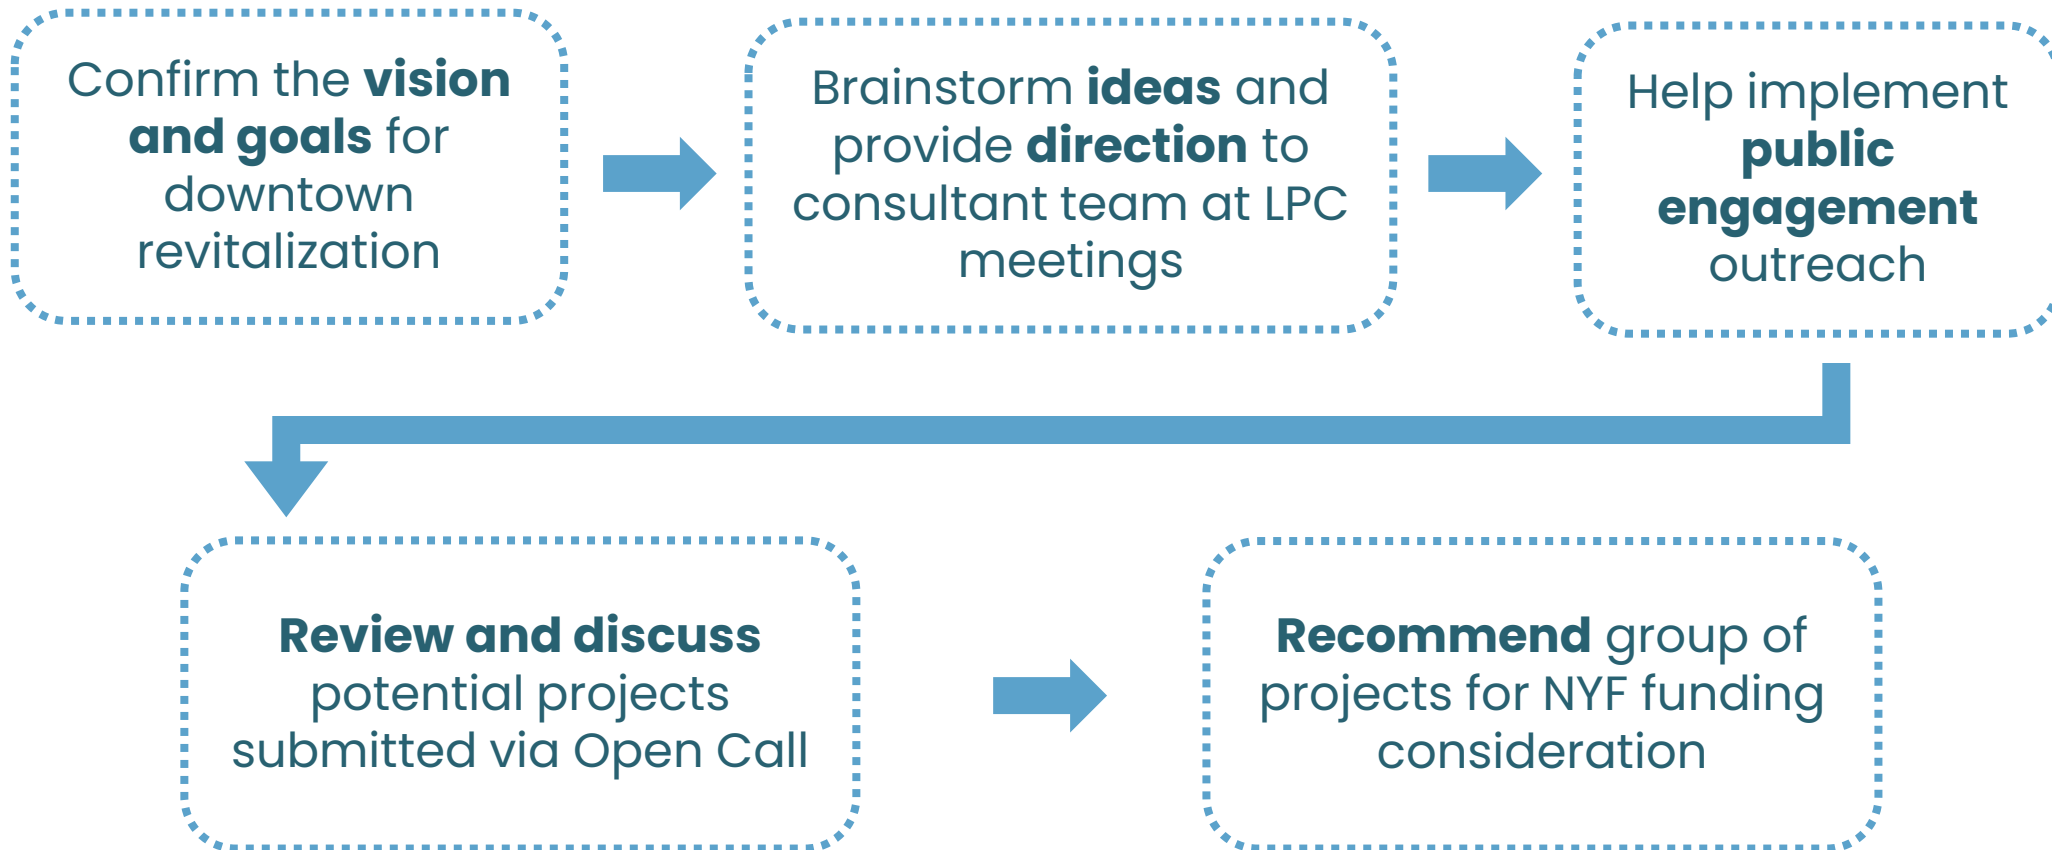 Confirm the vision
and goals for
downtown
revitalization
Brainstorm ideas and
provide direction to
consultant team at LPC
meetings
Help implement
public
engagement
outreach
Review and discuss
potential projects
submitted via Open Call
Recommend group of
projects for NYF funding
consideration